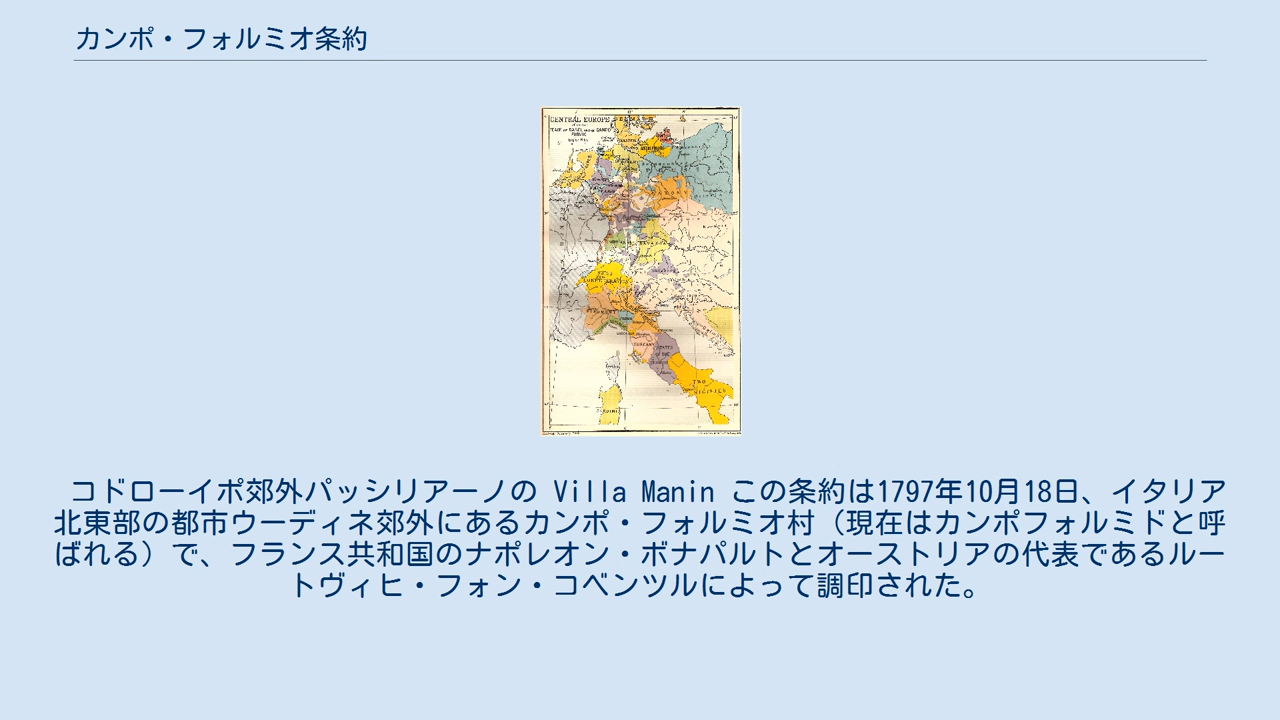 カンポ・フォルミオ条約
CENTRAL EUROPE
コドローイポ郊外パッシリアーノの Villa Manin この条約は1797年10月18日、イタリア
北東部の都市ウーディネ郊外にあるカンポ・フォルミオ村（現在はカンポフォルミドと呼
ばれる）で、フランス共和国のナポレオン・ボナパルトとオーストリアの代表であるルー
トヴィヒ・フォン・コベンツルによって調印された。